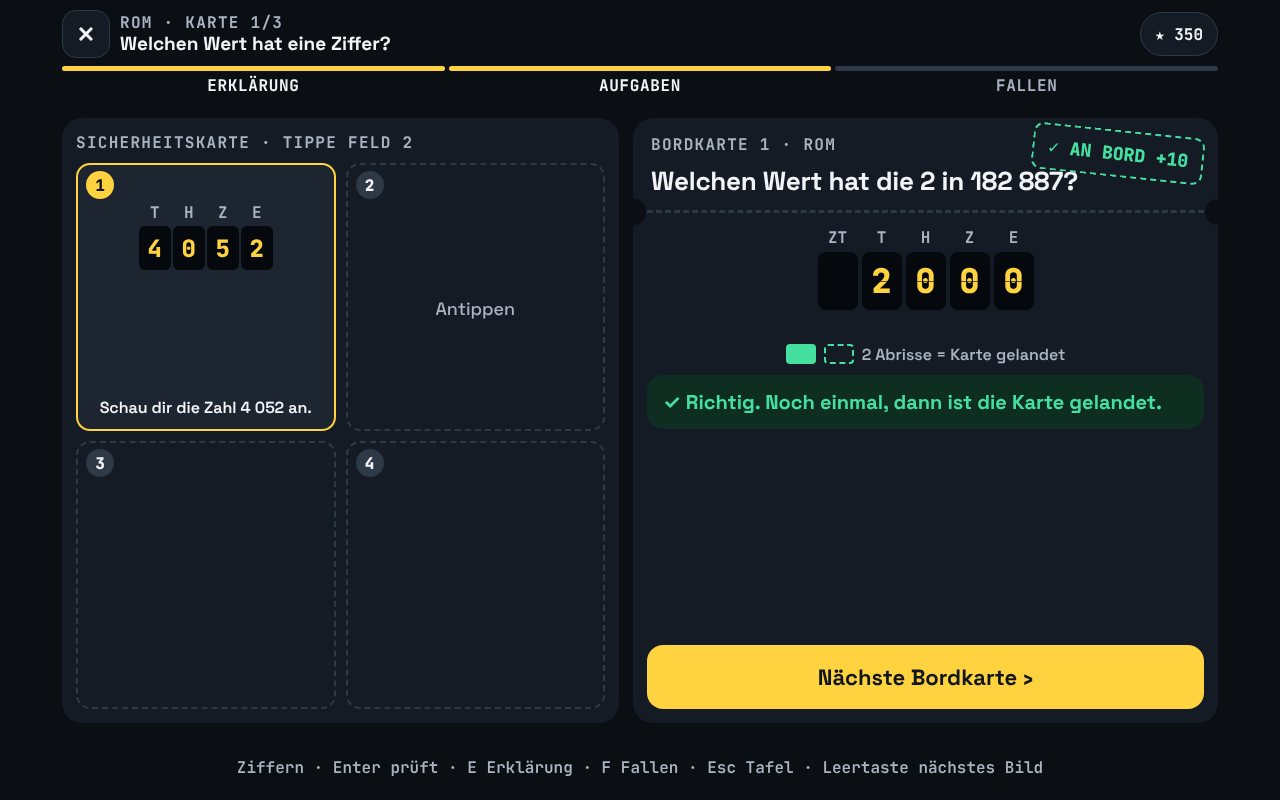 ✕
ROM · KARTE 1/3
Welchen Wert hat eine Ziffer?
★ 350
ERKLÄRUNG
AUFGABEN
FALLEN
SICHERHEITSKARTE · TIPPE FELD 2
1
T H Z E
4 0 5 2
Schau dir die Zahl 4 052 an.
2
Antippen
3
4
BORDKARTE 1 · ROM
✓ AN BORD +10
Welchen Wert hat die 2 in 182 887?
ZT T H Z E
2 0 0 0
2 Abrisse = Karte gelandet
✓ Richtig. Noch einmal, dann ist die Karte gelandet.
Nächste Bordkarte ›
Ziffern · Enter prüft · E Erklärung · F Fallen · Esc Tafel · Leertaste nächstes Bild